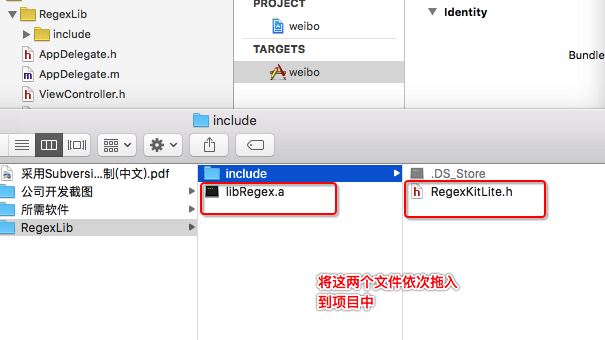 RegexLib
include
AppDelegate.h
AppDelegate.m
ViewController.h
PROJECT
weibo
TARGETS
weibo
Identity
Bundle
include
采用Subversi...制(中文).pdf
公司开发截图
所需软件
RegexLib
include
libRegex.a
.DS_Store
RegexKitLite.h
将这两个文件依次拖入
到项目中